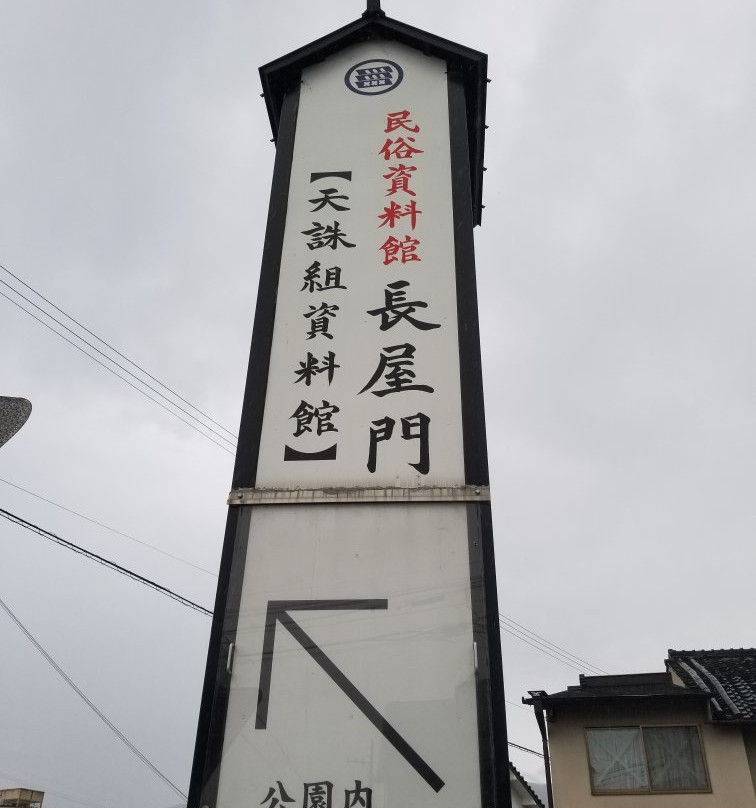 民俗資料館 長屋門
【天誅組資料館】
公園内